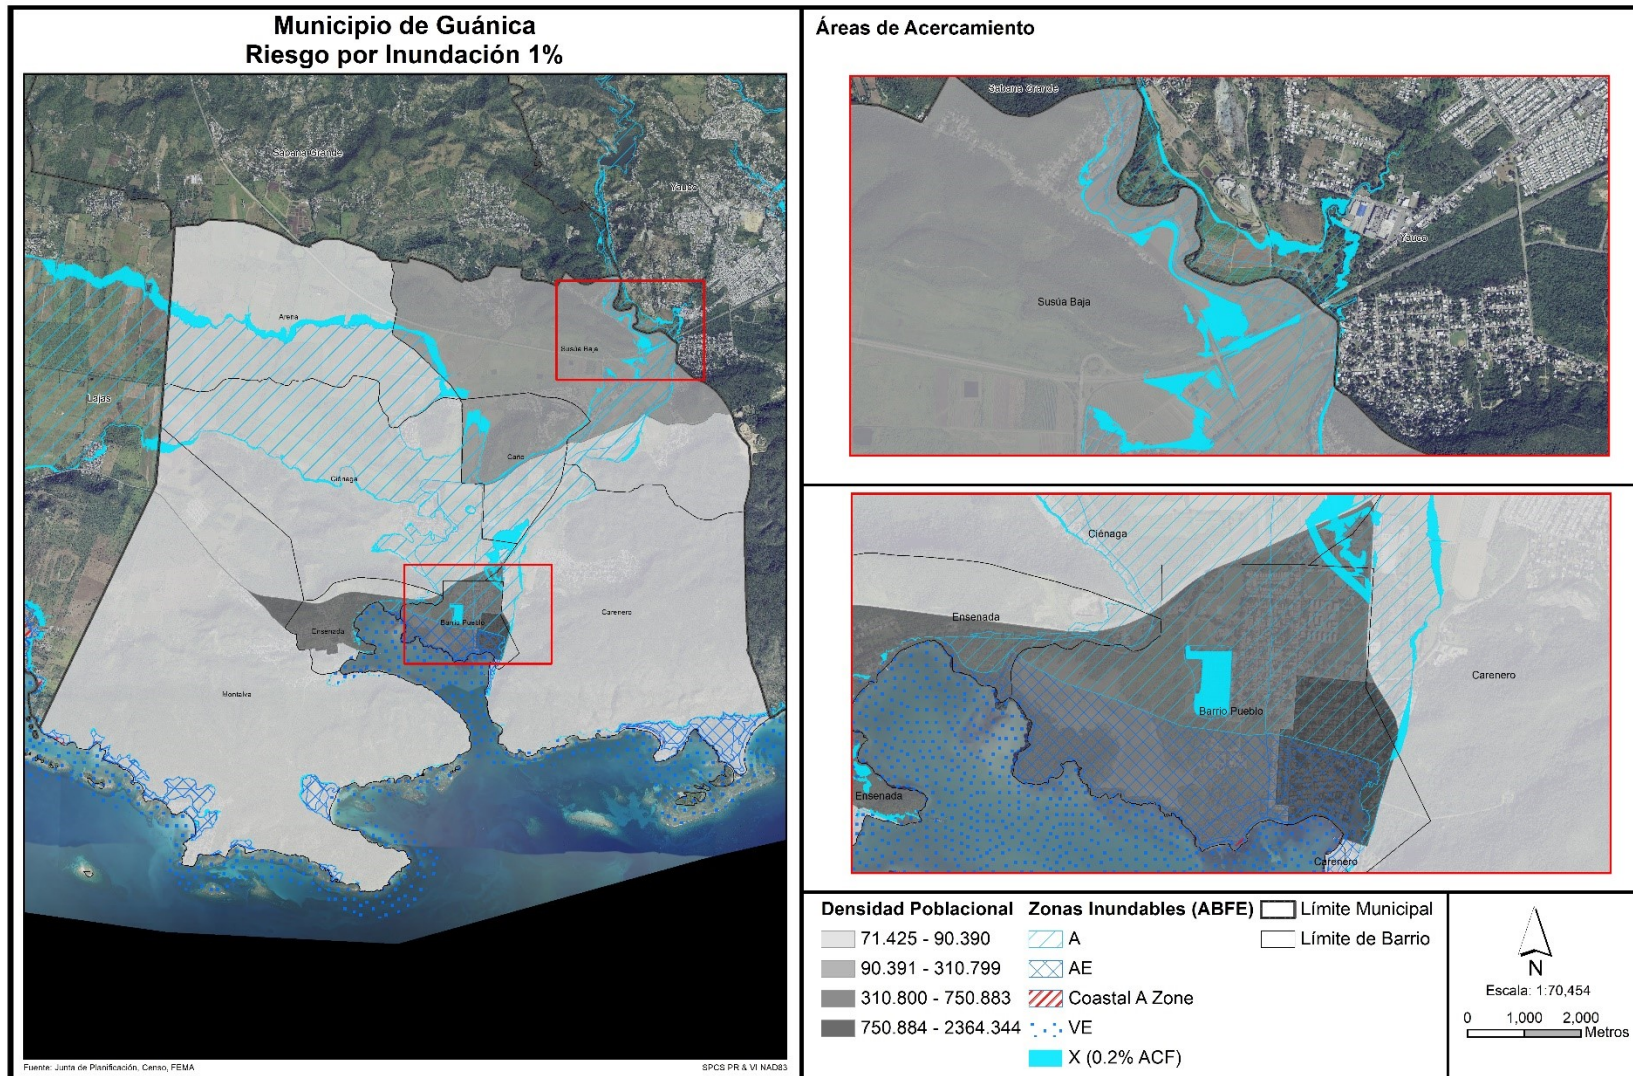 Municipio de Guánica
Riesgo por Inundación 1%
Sabana Grande
Yauco
Arena
Susúa Baja
Lajas
Caño
Ciénaga
Carenero
Ensenada
Barrio Pueblo
Montalva
Fuente: Junta de Planificación, Censo, FEMA
SPCS PR & VI NAD83
Áreas de Acercamiento
Sabana Grande
Susúa Baja
Yauco
Ciénaga
Ensenada
Carenero
Barrio Pueblo
Ensenada
Carenero
Densidad Poblacional
71.425 - 90.390
90.391 - 310.799
310.800 - 750.883
750.884 - 2364.344
Zonas Inundables (ABFE)
A
AE
Coastal A Zone
VE
X (0.2% ACF)
Límite Municipal
Límite de Barrio
N
Escala: 1:70,454
0 1,000 2,000
Metros